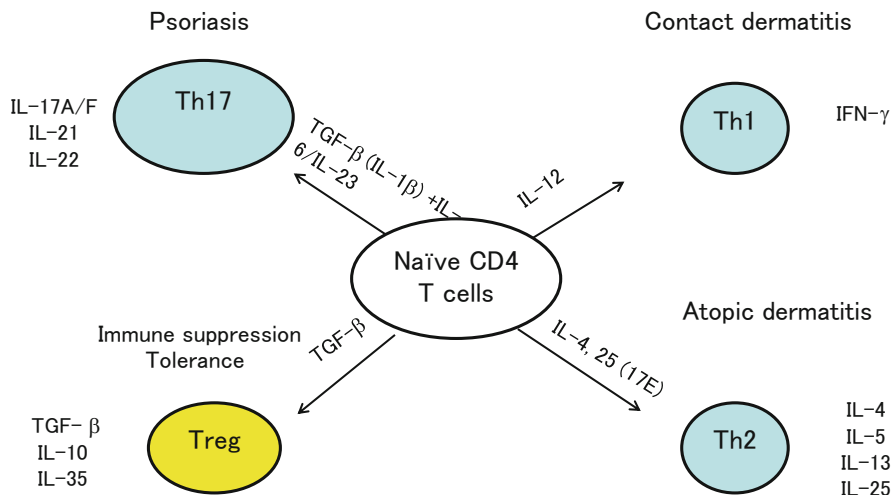 Psoriasis
Contact dermatitis
Th17
IL-17A/F
IL-21
IL-22
TGF-β (IL-1β) +IL-
6/IL-23
IL-12
Th1
IFN-γ
Naïve CD4
T cells
Immune suppression
Tolerance
TGF-β
Treg
TGF- β
IL-10
IL-35
IL-4, 25 (17E)
Atopic dermatitis
Th2
IL-4
IL-5
IL-13
IL-25